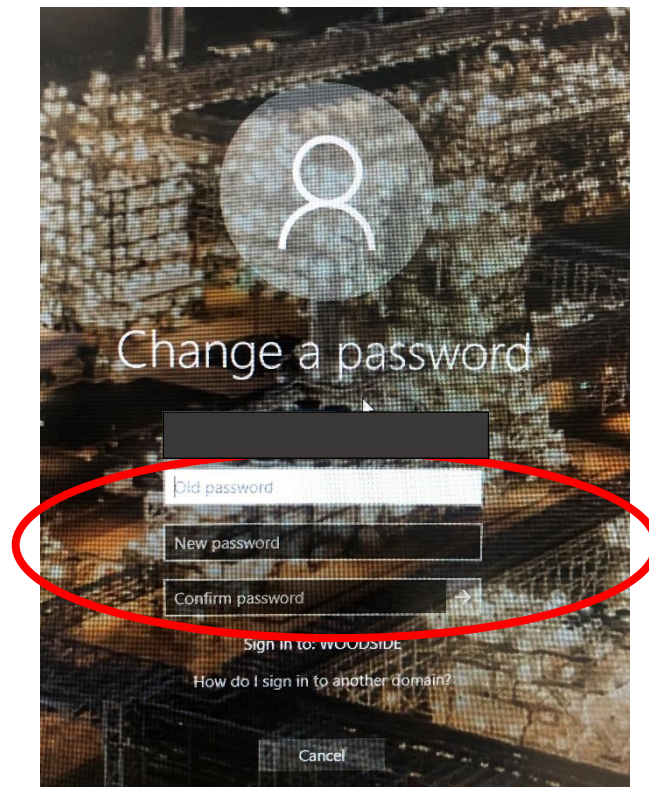 Change a password
Old password
New password
Confirm password
Sign in to: WOODSIDE
How do I sign in to another domain?
Cancel